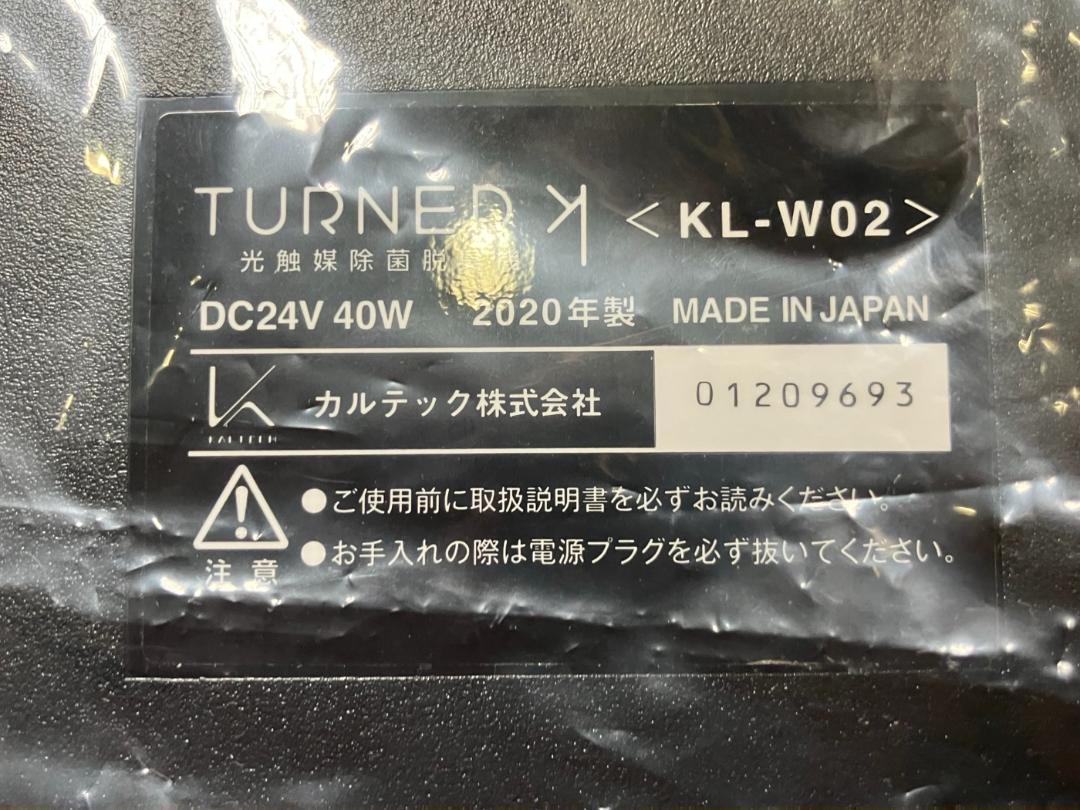 TURNED K <KL-W02>
光触媒除菌脱臭機
DC24V 40W 2020年製 MADE IN JAPAN
KALTECH カルテック株式会社 01209693
●ご使用前に取扱説明書を必ずお読みください。
●お手入れの際は電源プラグを必ず抜いてください。
注意